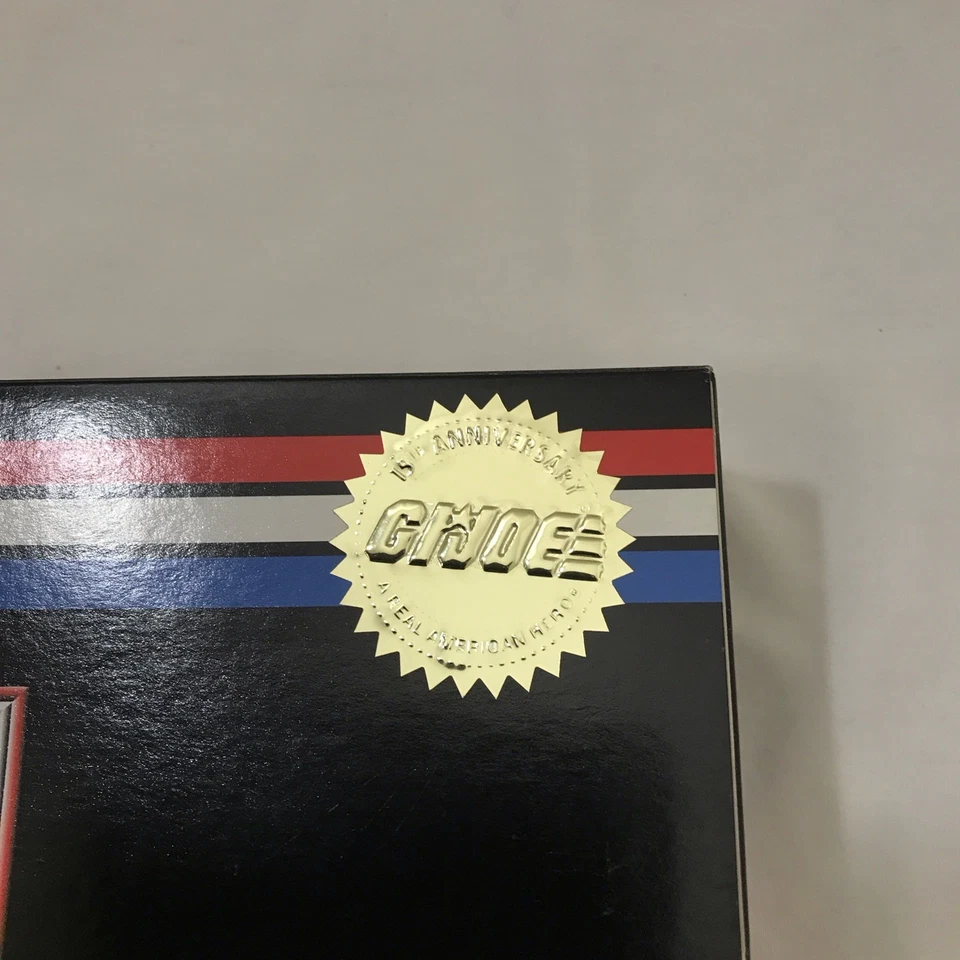 15TH ANNIVERSARY
G.I.JOE
A REAL AMERICAN HERO